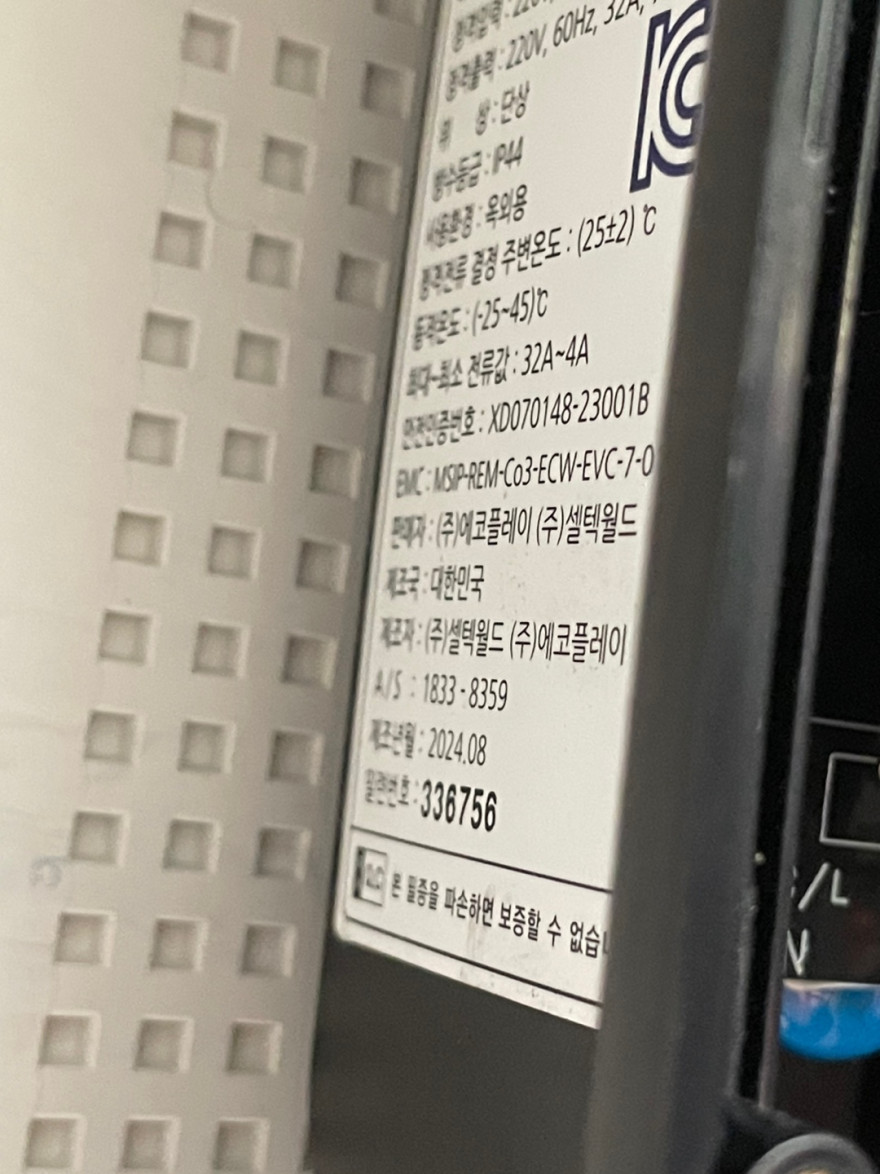 정격입력 : 220V,
정격출력 : 220V, 60Hz, 32A,
KC
상 : 단상
방수등급 : IP44
사용환경 : 옥외용
정격전류 결정 주변온도 : (25±2) ℃
동작온도 : (-25~45)℃
최대~최소 전류값 : 32A~4A
안전인증번호 : XD070148-23001B
EMC : MSIP-REM-Co3-ECW-EVC-7-0
판매자 : (주)에코플레이 (주)셀텍월드
제조국 : 대한민국
제조자 : (주)셀텍월드 (주)에코플레이
A/S : 1833-8359
제조년월 : 2024.08
일련번호 : 336756
본 필증을 파손하면 보증할 수 없습
/L
N